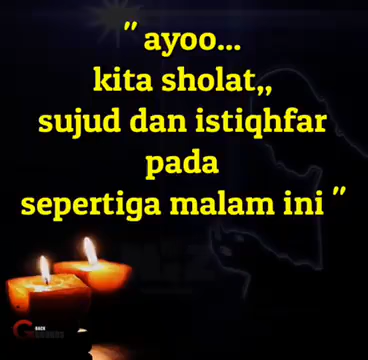 " ayoo...
kita sholat,,
sujud dan istiqhfar
pada
sepertiga malam ini "